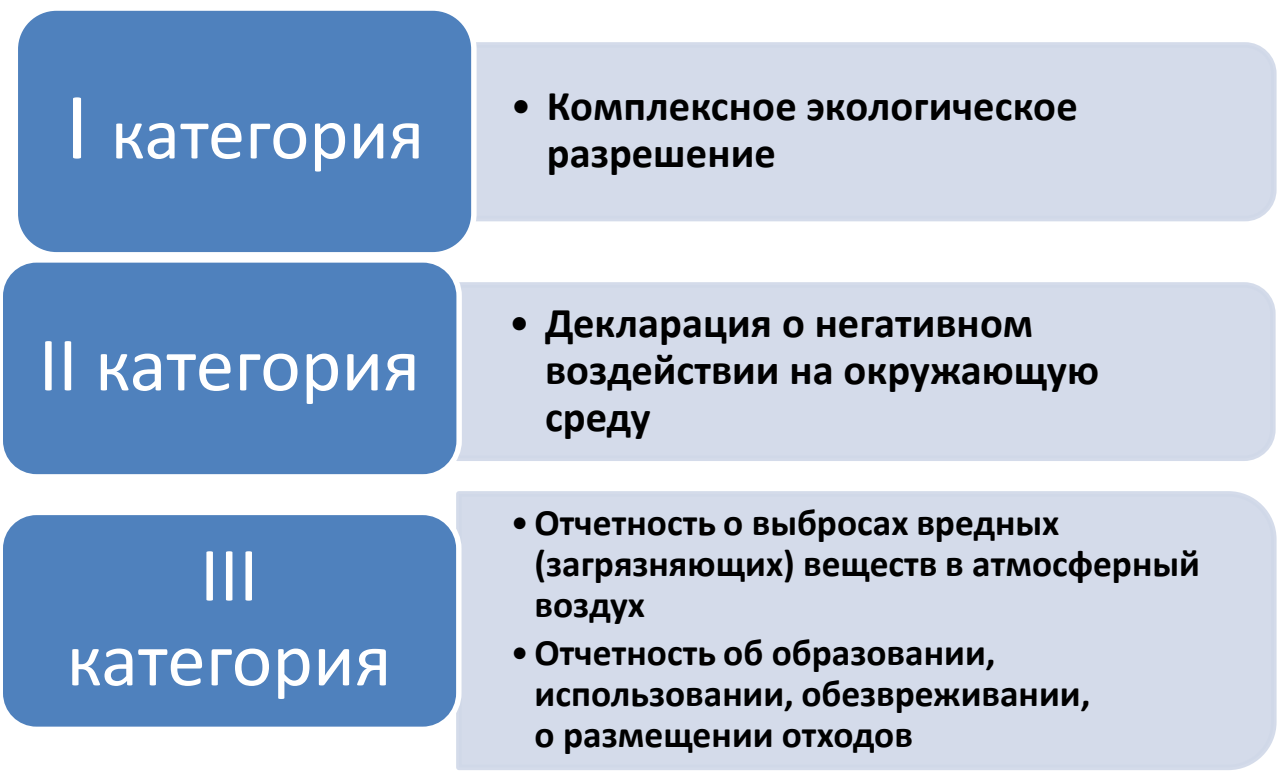 I категория
• Комплексное экологическое
разрешение
II категория
• Декларация о негативном
воздействии на окружающую
среду
III
категория
• Отчетность о выбросах вредных
(загрязняющих) веществ в атмосферный
воздух
• Отчетность об образовании,
использовании, обезвреживании,
о размещении отходов